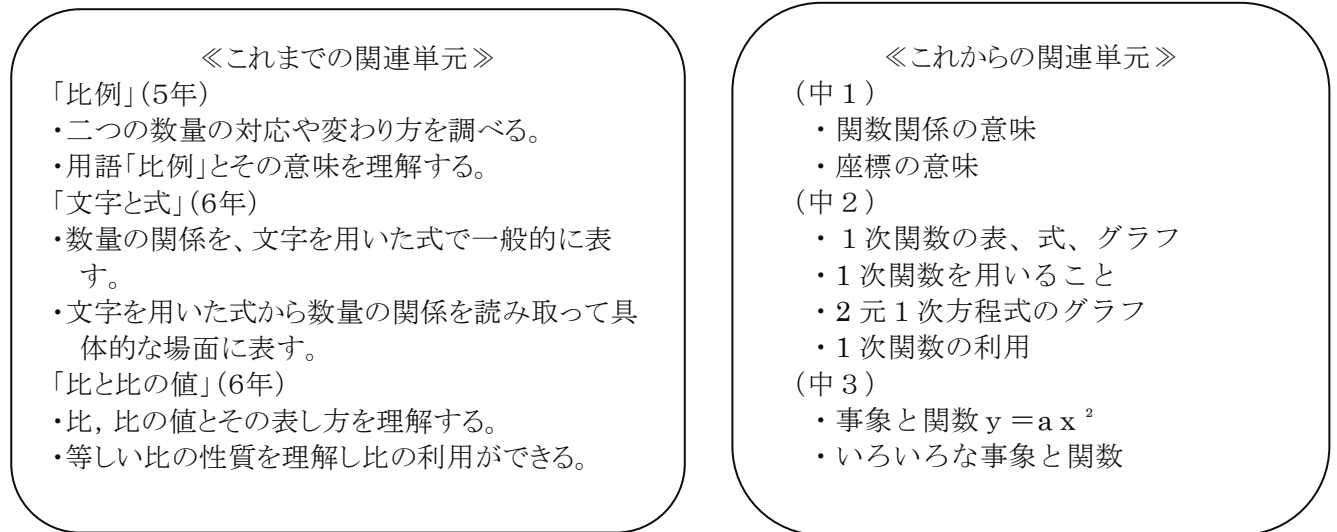 ≪これまでの関連単元≫
「比例」(5年)
・二つの数量の対応や変わり方を調べる。
・用語「比例」とその意味を理解する。
「文字と式」(6年)
・数量の関係を、文字を用いた式で一般的に表
す。
・文字を用いた式から数量の関係を読み取って具
体的な場面に表す。
「比と比の値」(6年)
・比，比の値とその表し方を理解する。
・等しい比の性質を理解し比の利用ができる。
≪これからの関連単元≫
(中１)
・関数関係の意味
・座標の意味
(中２)
・１次関数の表、式、グラフ
・１次関数を用いること
・2 元１次方程式のグラフ
・１次関数の利用
(中３)
・事象と関数ｙ＝aｘ²
・いろいろな事象と関数